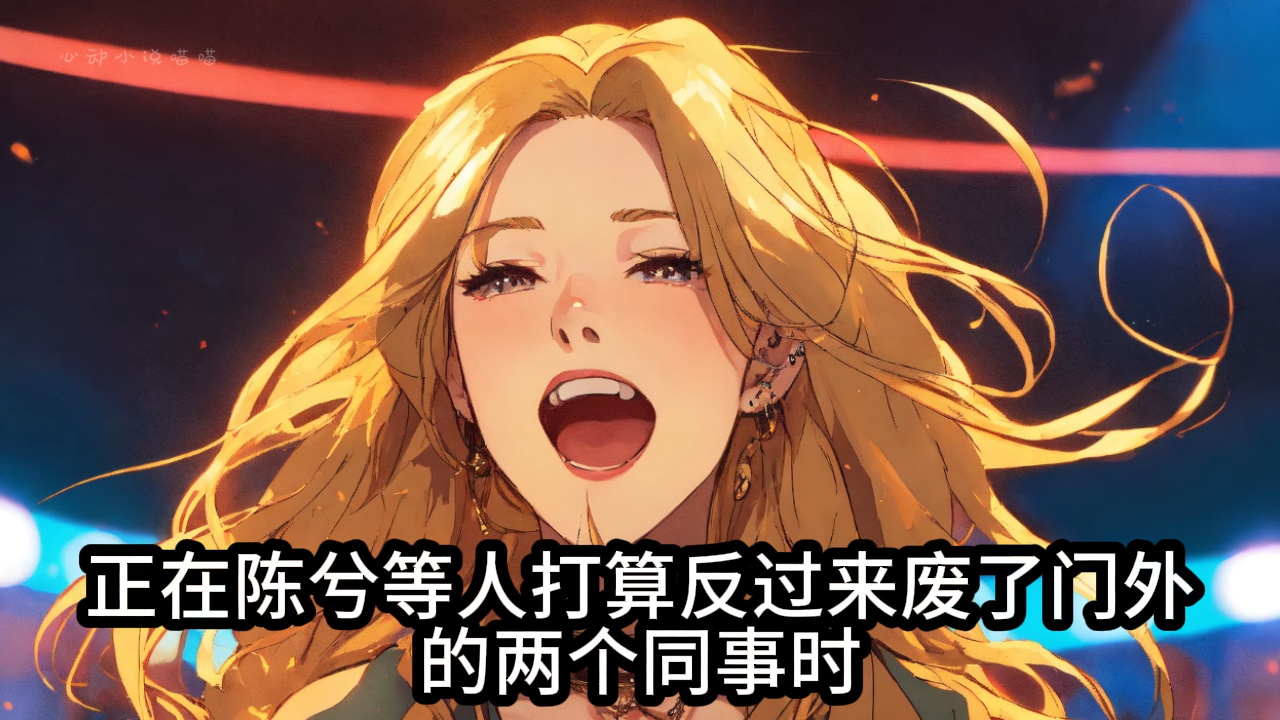 心动小说喵喵
正在陈兮等人打算反过来废了门外
的两个同事时